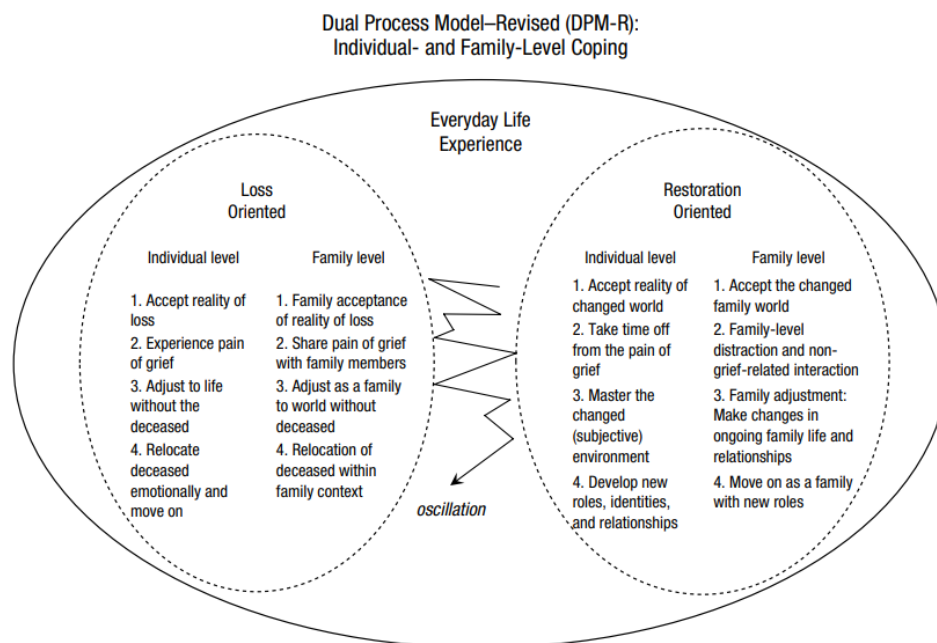 Dual Process Model–Revised (DPM-R):
Individual- and Family-Level Coping
Everyday Life
Experience
Loss
Oriented
Individual level
1. Accept reality of
loss
2. Experience pain
of grief
3. Adjust to life
without the
deceased
4. Relocate
deceased
emotionally and
move on
Family level
1. Family acceptance
of reality of loss
2. Share pain of grief
with family members
3. Adjust as a family
to world without
deceased
4. Relocation of
deceased within
family context
oscillation
Restoration
Oriented
Individual level
1. Accept reality of
changed world
2. Take time off
from the pain of
grief
3. Master the
changed
(subjective)
environment
4. Develop new
roles, identities,
and relationships
Family level
1. Accept the changed
family world
2. Family-level
distraction and non-
grief-related interaction
3. Family adjustment:
Make changes in
ongoing family life and
relationships
4. Move on as a family
with new roles